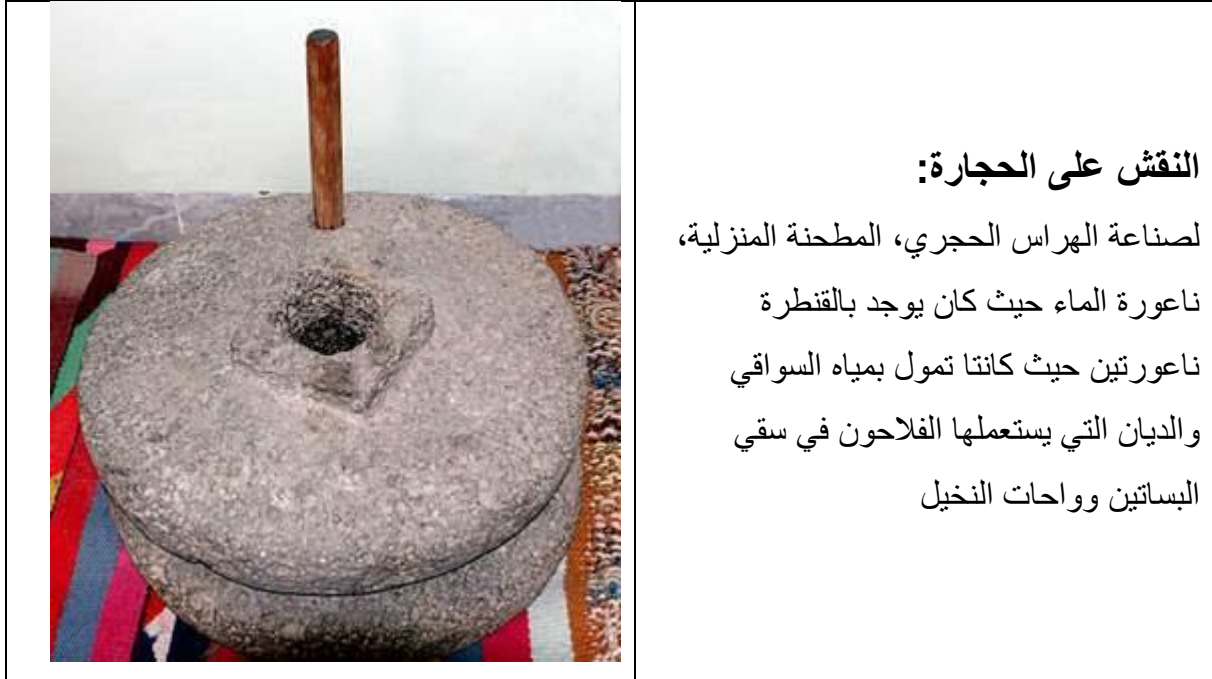 النقش على الحجارة:
لصناعة الهراس الحجري، المطحنة المنزلية،
ناعورة الماء حيث كان يوجد بالقنطرة
ناعورتين حيث كانتا تمول بمياه السواقي
والديان التي يستعملها الفلاحون في سقي
البساتين وواحات النخيل